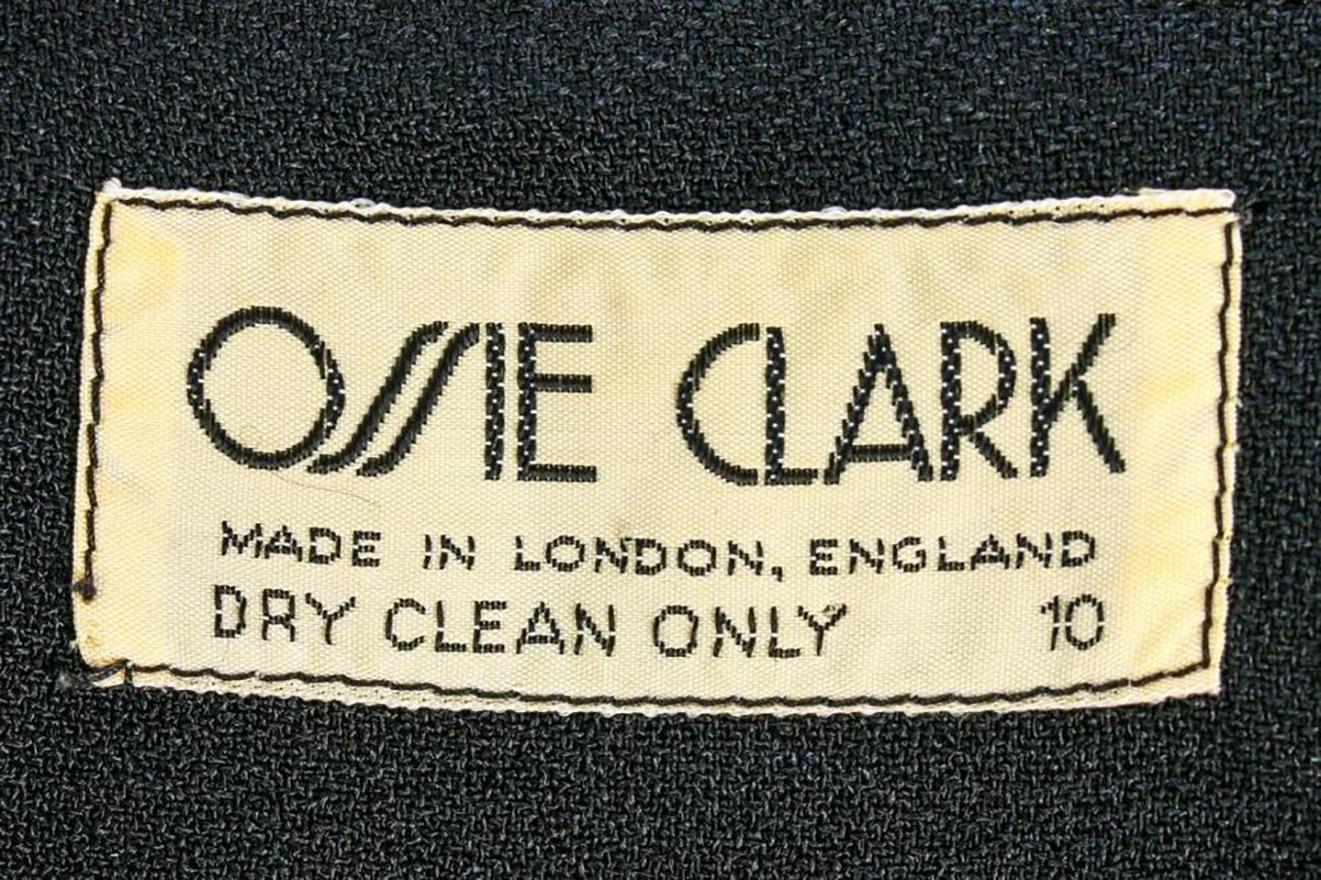 OSSIE CLARK
MADE IN LONDON, ENGLAND
DRY CLEAN ONLY 10